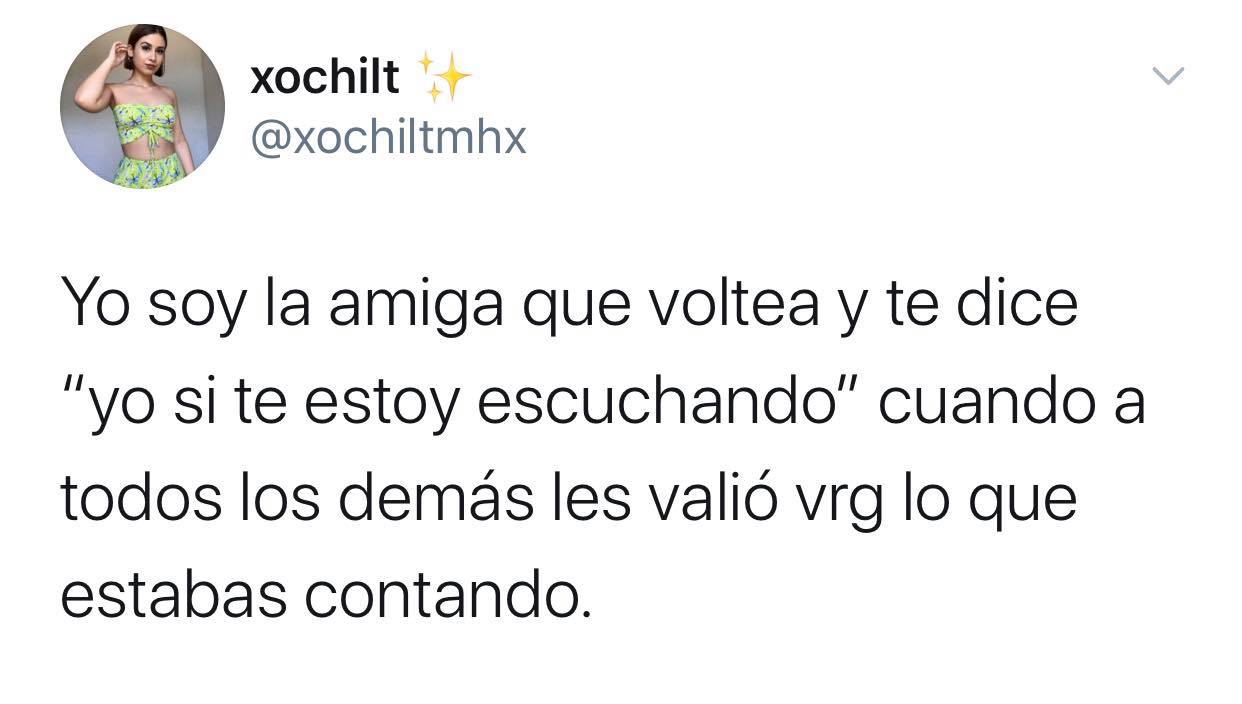 xochilt ✨
@xochiltmhx
Yo soy la amiga que voltea y te dice
“yo si te estoy escuchando” cuando a
todos los demás les valió vrg lo que
estabas contando.